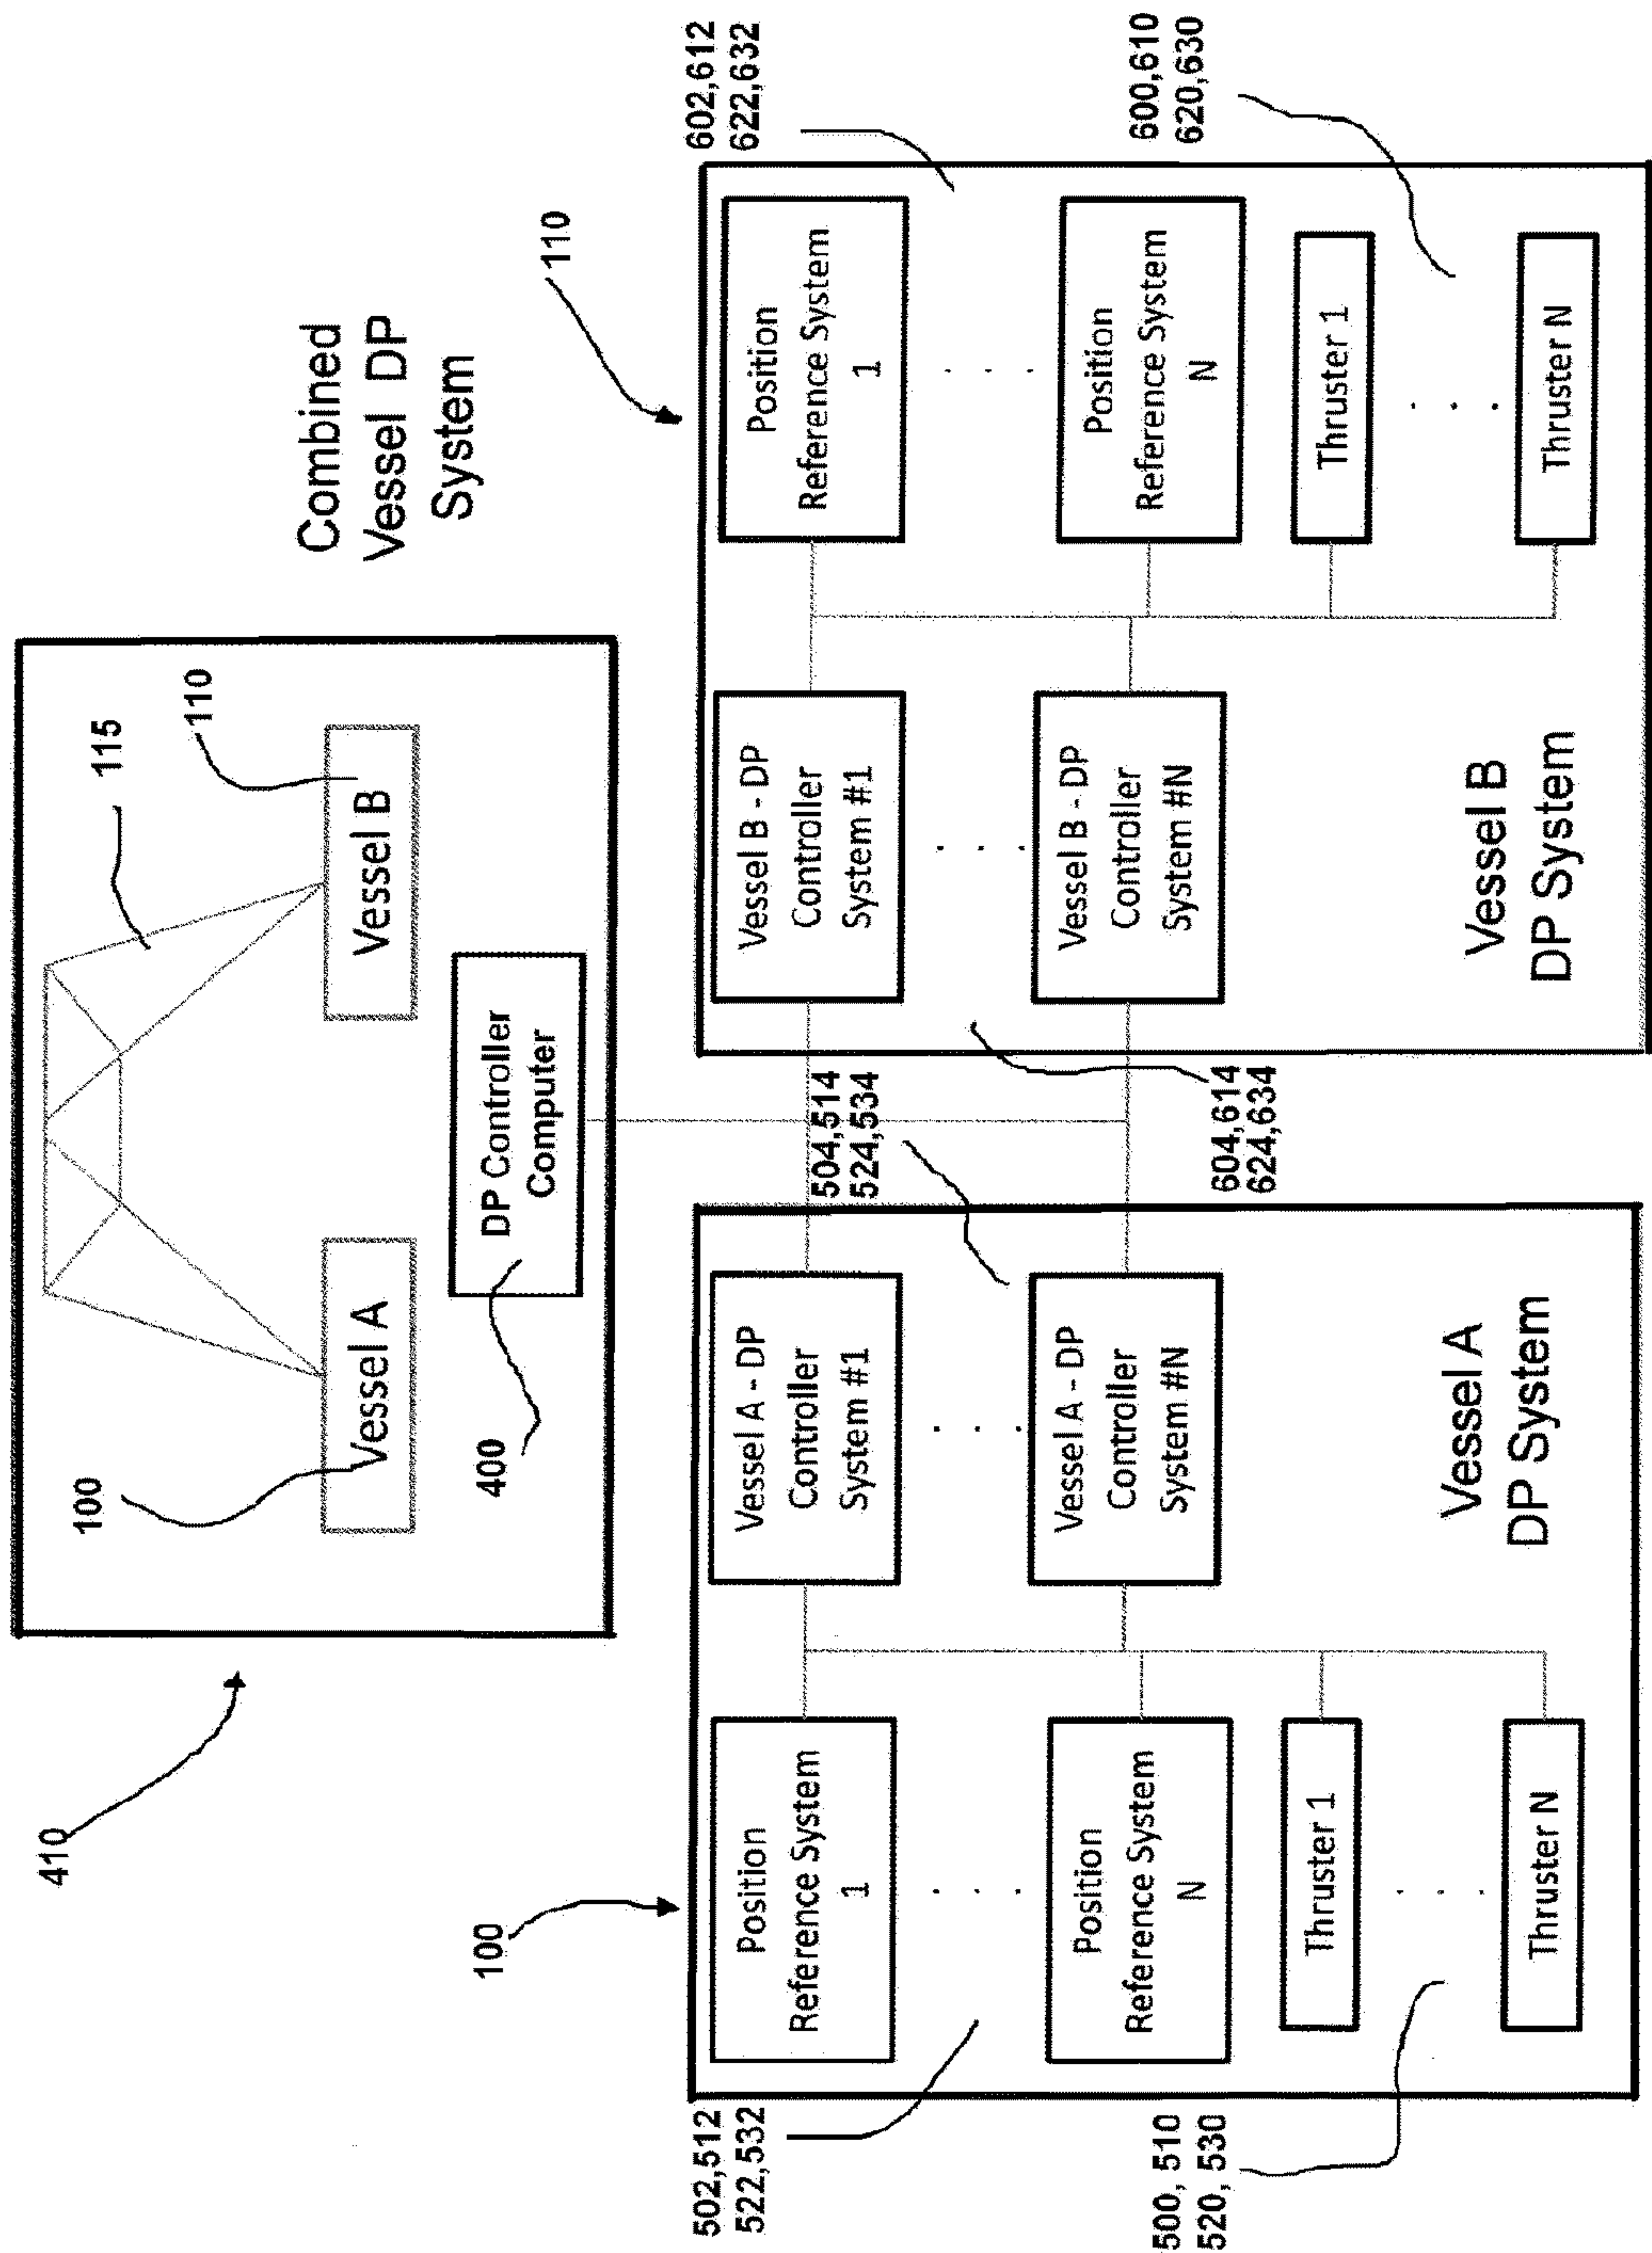 410
100
115
110
Vessel A
Vessel B
DP Controller
Computer
400
Combined
Vessel DP
System
100
110
502,512
522,532
500, 510
520, 530
Position
Reference System
1
. . .
Position
Reference System
N
Thruster 1
. . .
Thruster N
Vessel A - DP
Controller
System #1
. . .
Vessel A - DP
Controller
System #N
Vessel A
DP System
504,514
524,534
604,614
624,634
Vessel B - DP
Controller
System #1
. . .
Vessel B - DP
Controller
System #N
Vessel B
DP System
Position
Reference System
1
. . .
Position
Reference System
N
Thruster 1
. . .
Thruster N
602,612
622,632
600,610
620,630